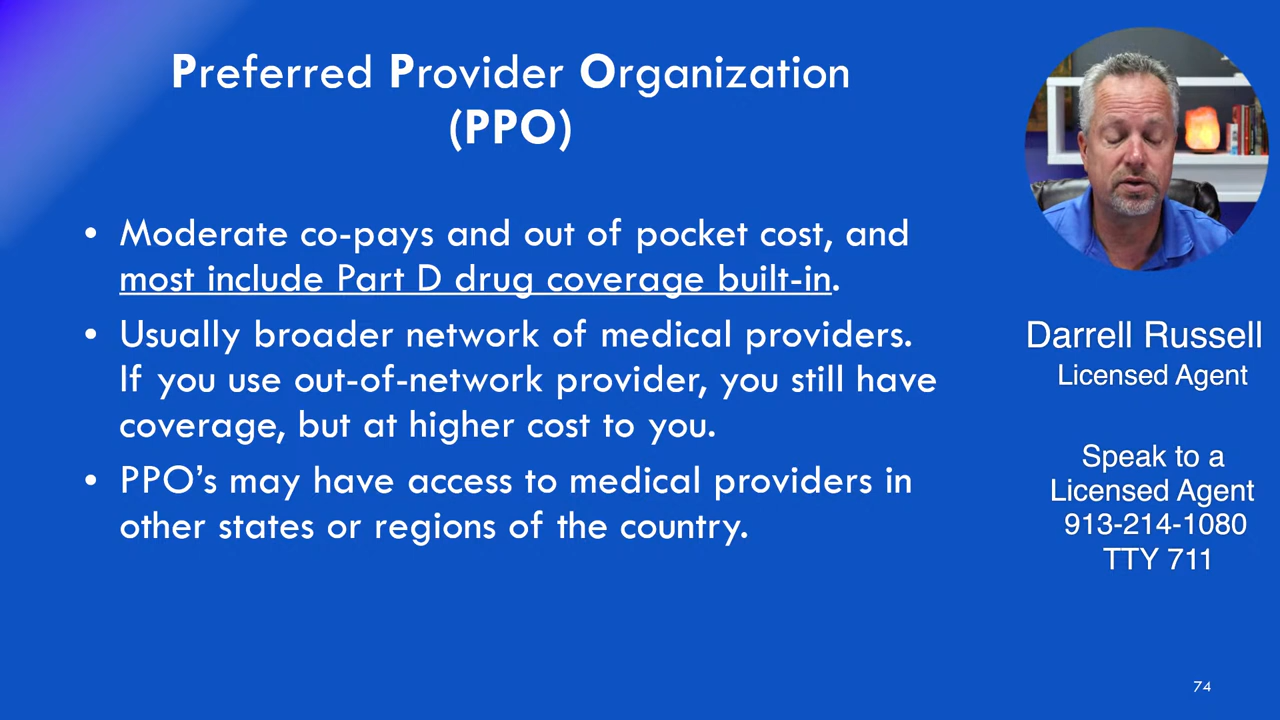 Preferred Provider Organization
(PPO)
• Moderate co-pays and out of pocket cost, and
most include Part D drug coverage built-in.
• Usually broader network of medical providers.
If you use out-of-network provider, you still have
coverage, but at higher cost to you.
• PPO’s may have access to medical providers in
other states or regions of the country.
Darrell Russell
Licensed Agent
Speak to a
Licensed Agent
913-214-1080
TTY 711
74